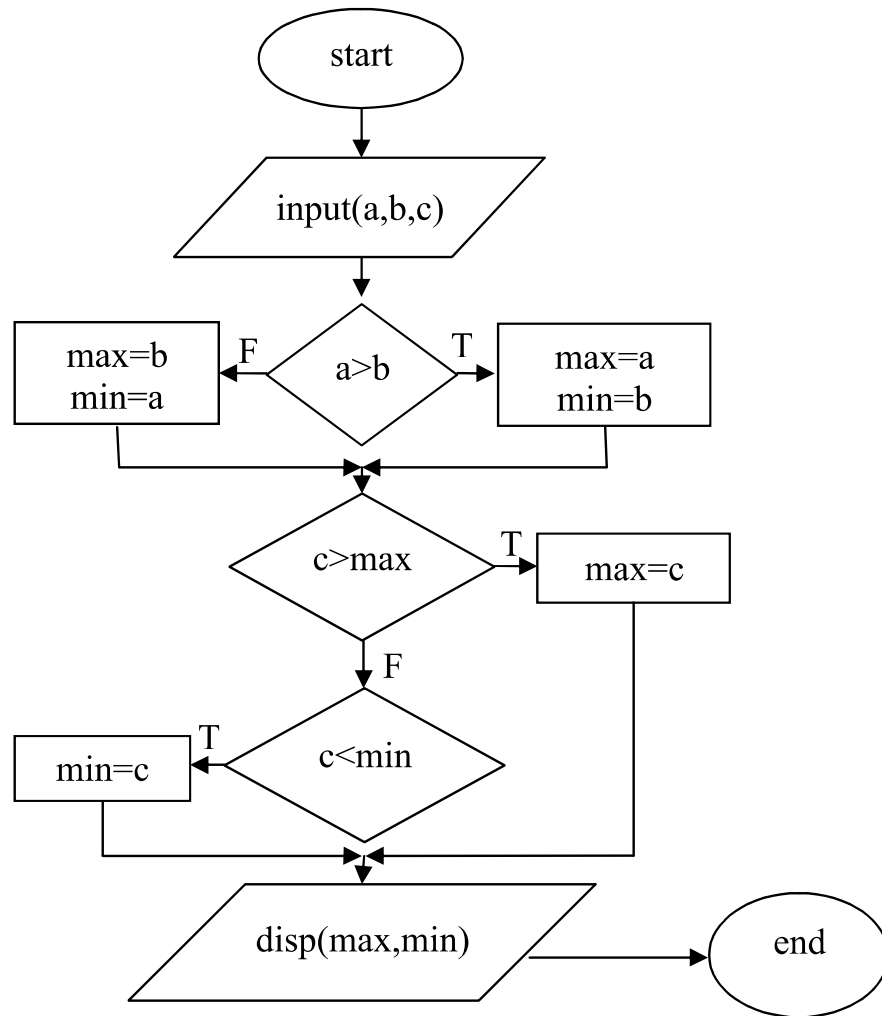 start
input(a,b,c)
a>b
F
T
max=b
min=a
max=a
min=b
c>max
T
max=c
F
c<min
T
min=c
disp(max,min)
end